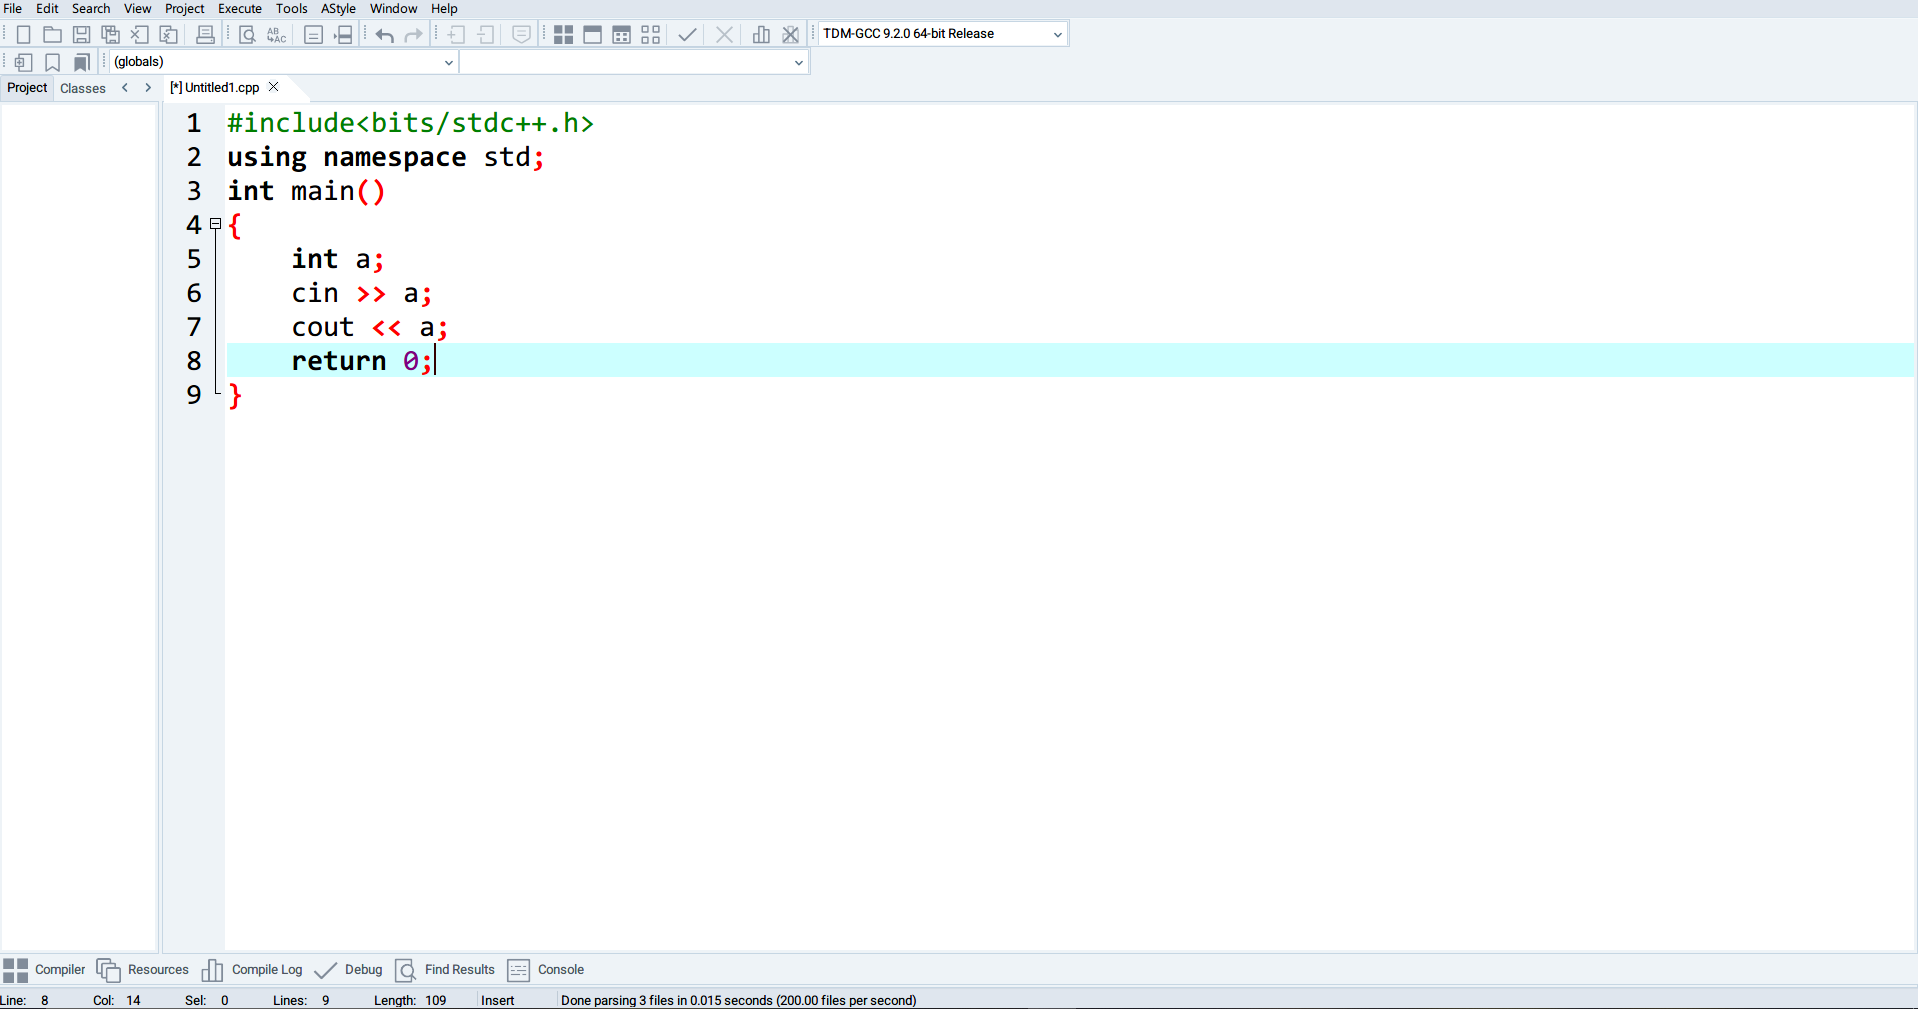 File Edit Search View Project Execute Tools AStyle Window Help
TDM-GCC 9.2.0 64-bit Release
(globals)
Project Classes [*] Untitled1.cpp
1 #include<bits/stdc++.h>
2 using namespace std;
3 int main()
4 {
5 int a;
6 cin >> a;
7 cout << a;
8 return 0;
9 }
Compiler Resources Compile Log Debug Find Results Console
Line: 8 Col: 14 Sel: 0 Lines: 9 Length: 109 Insert Done parsing 3 files in 0.015 seconds (200.00 files per second)